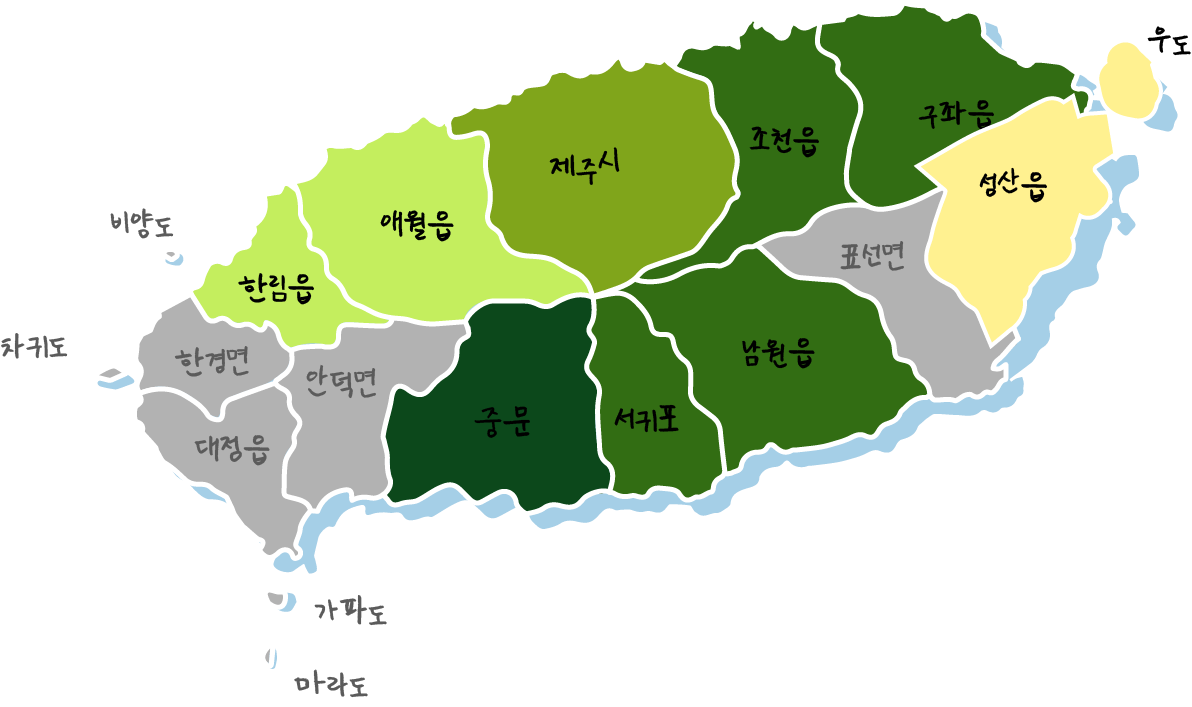 우도
구좌읍
조천읍
제주시
성산읍
애월읍
비양도
표선면
한림읍
차귀도
한경면
남원읍
안덕면
중문
서귀포
대정읍
가파도
마라도